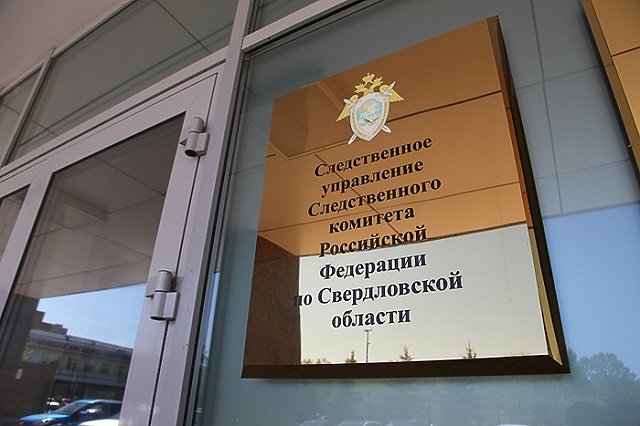 Следственное
управление
Следственного
комитета
Российской
Федерации
по Свердловской
области